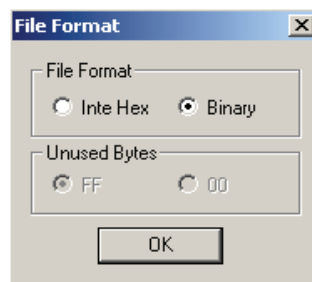 File Format
File Format
Inte Hex Binary
Unused Bytes
FF 00
OK